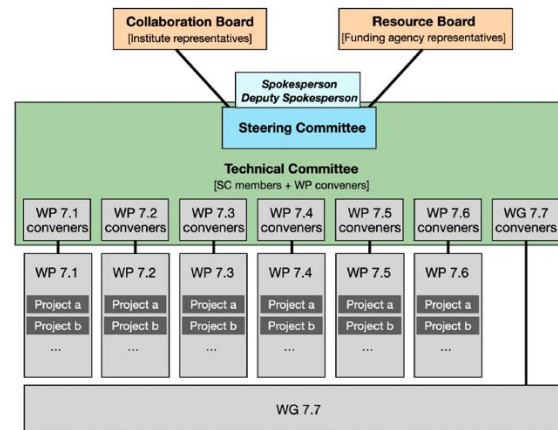 Collaboration Board
[Institute representatives]
Resource Board
[Funding agency representatives]
Spokesperson
Deputy Spokesperson
Steering Committee
Technical Committee
[SC members + WP conveners]
WP 7.1
conveners
WP 7.2
conveners
WP 7.3
conveners
WP 7.4
conveners
WP 7.5
conveners
WP 7.6
conveners
WG 7.7
conveners
WP 7.1
Project a
Project b
...
WP 7.2
Project a
Project b
...
WP 7.3
Project a
Project b
...
WP 7.4
Project a
Project b
...
WP 7.5
Project a
Project b
...
WP 7.6
Project a
Project b
...
WG 7.7